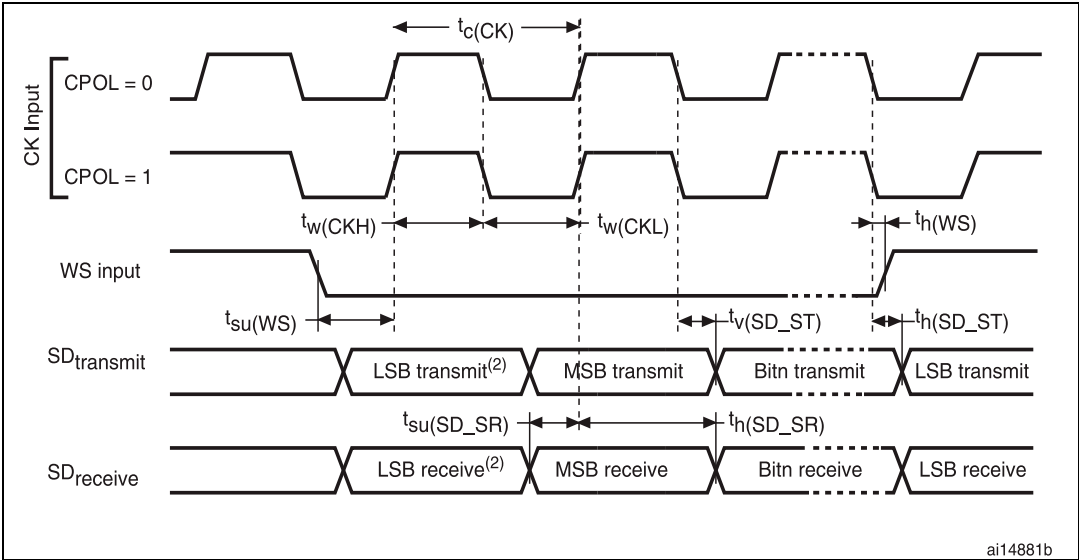 tc(CK)
CK Input
CPOL = 0
CPOL = 1
tw(CKH)
tw(CKL)
th(WS)
WS input
tsu(WS)
tv(SD_ST)
th(SD_ST)
SDtransmit
LSB transmit(2)
MSB transmit
Bitn transmit
LSB transmit
tsu(SD_SR)
th(SD_SR)
SDreceive
LSB receive(2)
MSB receive
Bitn receive
LSB receive
ai14881b